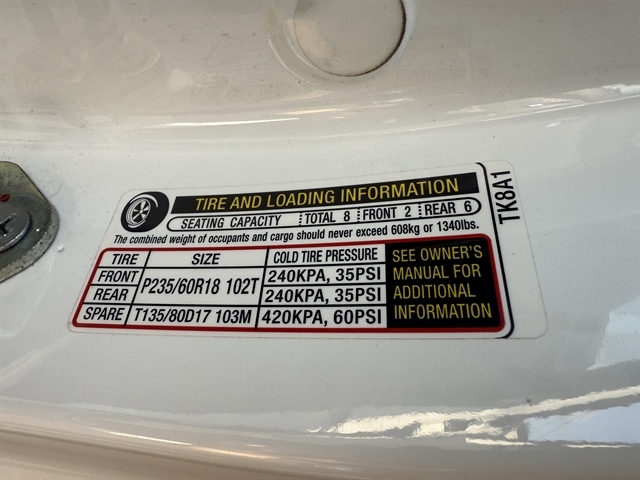 TIRE AND LOADING INFORMATION
SEATING CAPACITY TOTAL 8 FRONT 2 REAR 6
The combined weight of occupants and cargo should never exceed 608kg or 1340lbs.
TIRE SIZE COLD TIRE PRESSURE
FRONT P235/60R18 102T 240KPA, 35PSI
REAR 240KPA, 35PSI
SPARE T135/80D17 103M 420KPA, 60PSI
SEE OWNER'S
MANUAL FOR
ADDITIONAL
INFORMATION
TK8A1